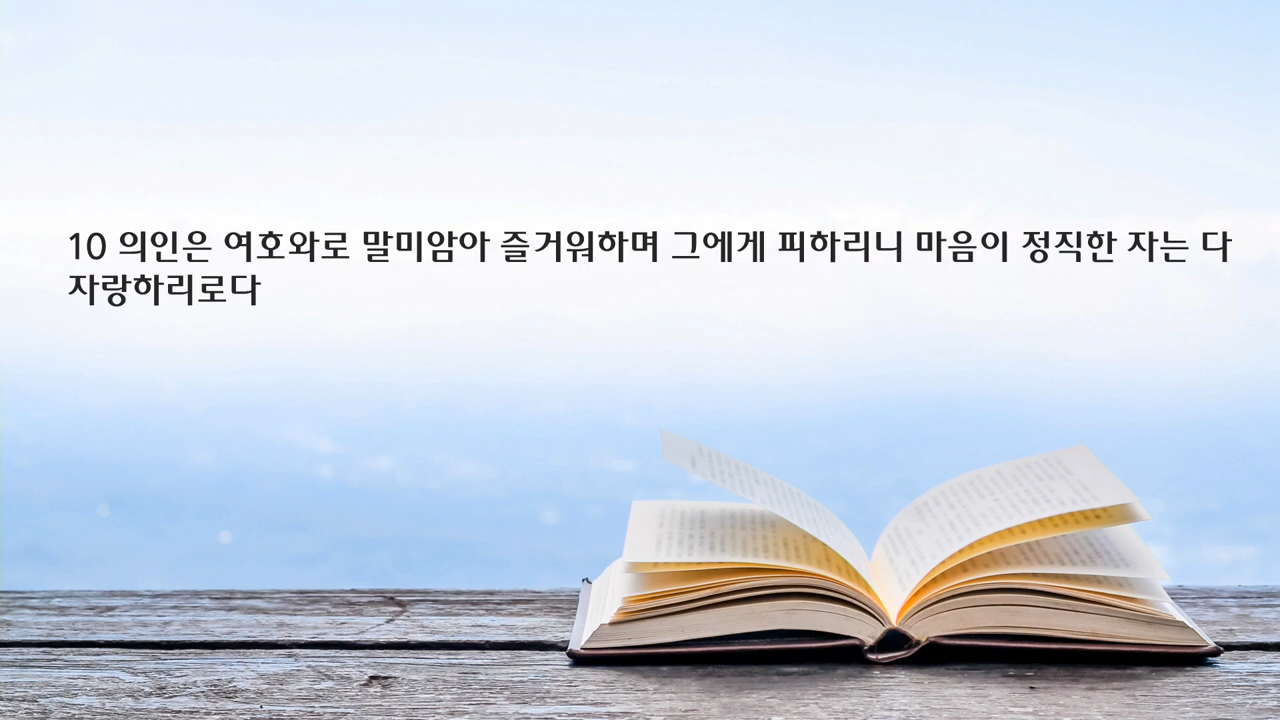 10 의인은 여호와로 말미암아 즐거워하며 그에게 피하리니 마음이 정직한 자는 다
자랑하리로다